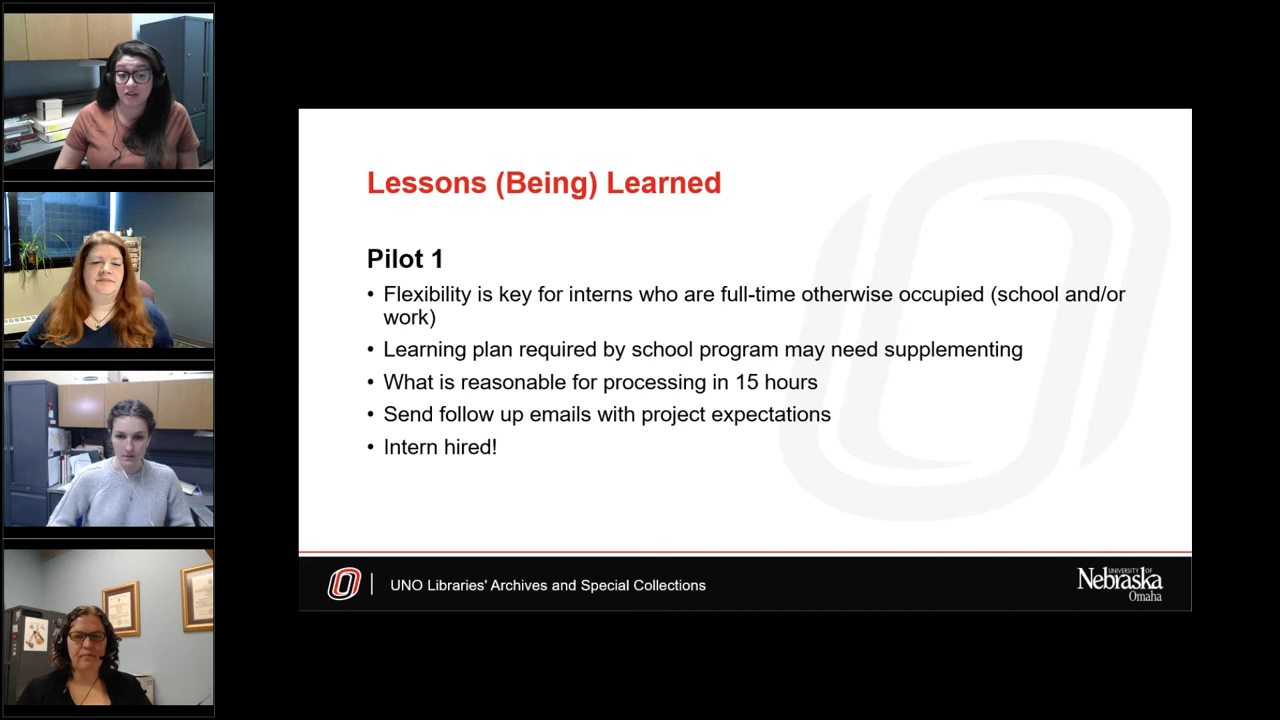 Lessons (Being) Learned
Pilot 1
• Flexibility is key for interns who are full-time otherwise occupied (school and/or
work)
• Learning plan required by school program may need supplementing
• What is reasonable for processing in 15 hours
• Send follow up emails with project expectations
• Intern hired!
UNO Libraries' Archives and Special Collections
UNIVERSITY OF
Nebraska
Omaha